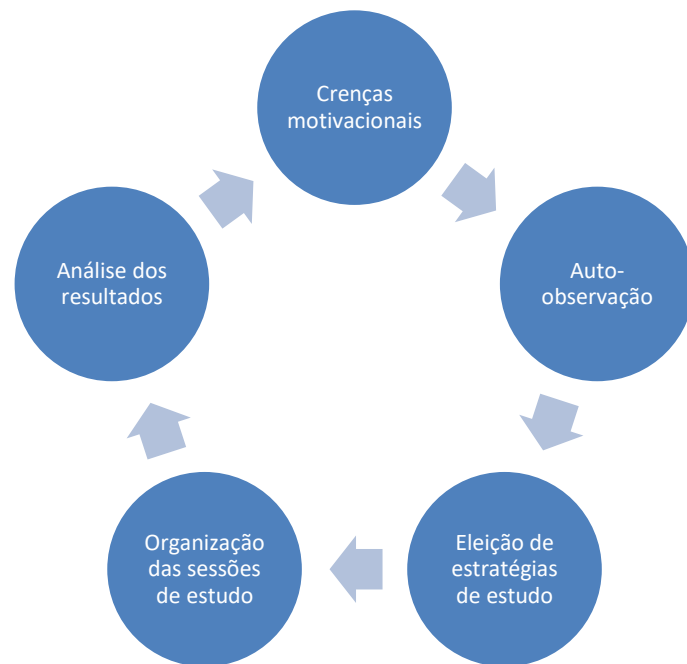 Crenças
motivacionais
Auto-
observação
Eleição de
estratégias
de estudo
Organização
das sessões
de estudo
Análise dos
resultados